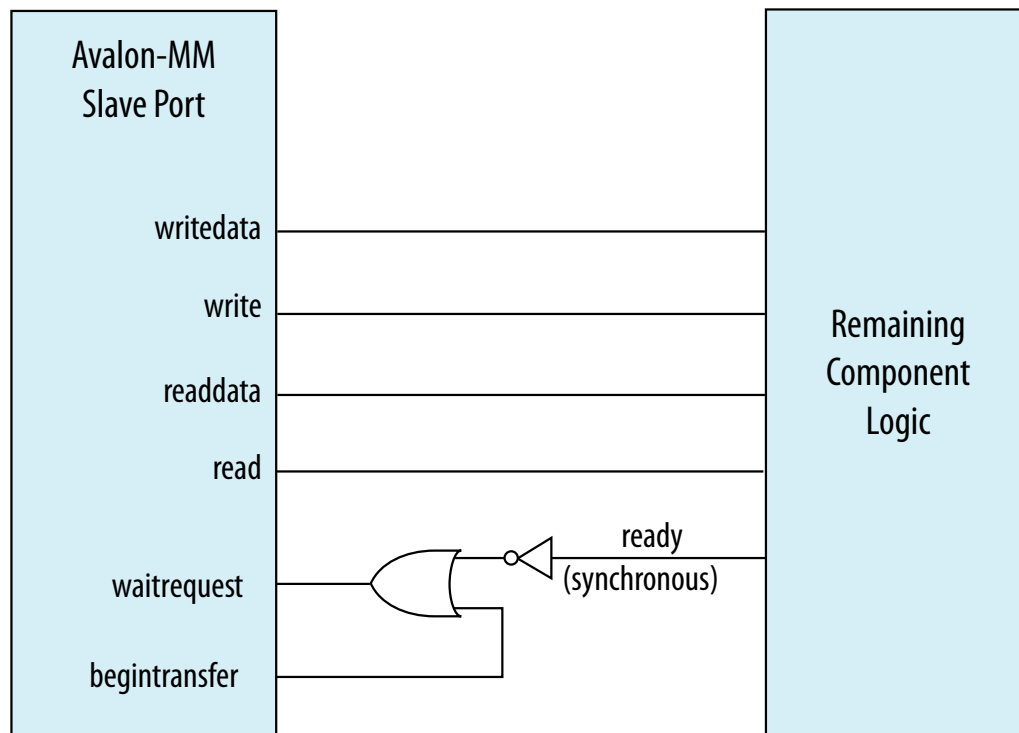 Avalon-MM
Slave Port
writedata
write
readdata
read
waitrequest
begintransfer
ready
(synchronous)
Remaining
Component
Logic